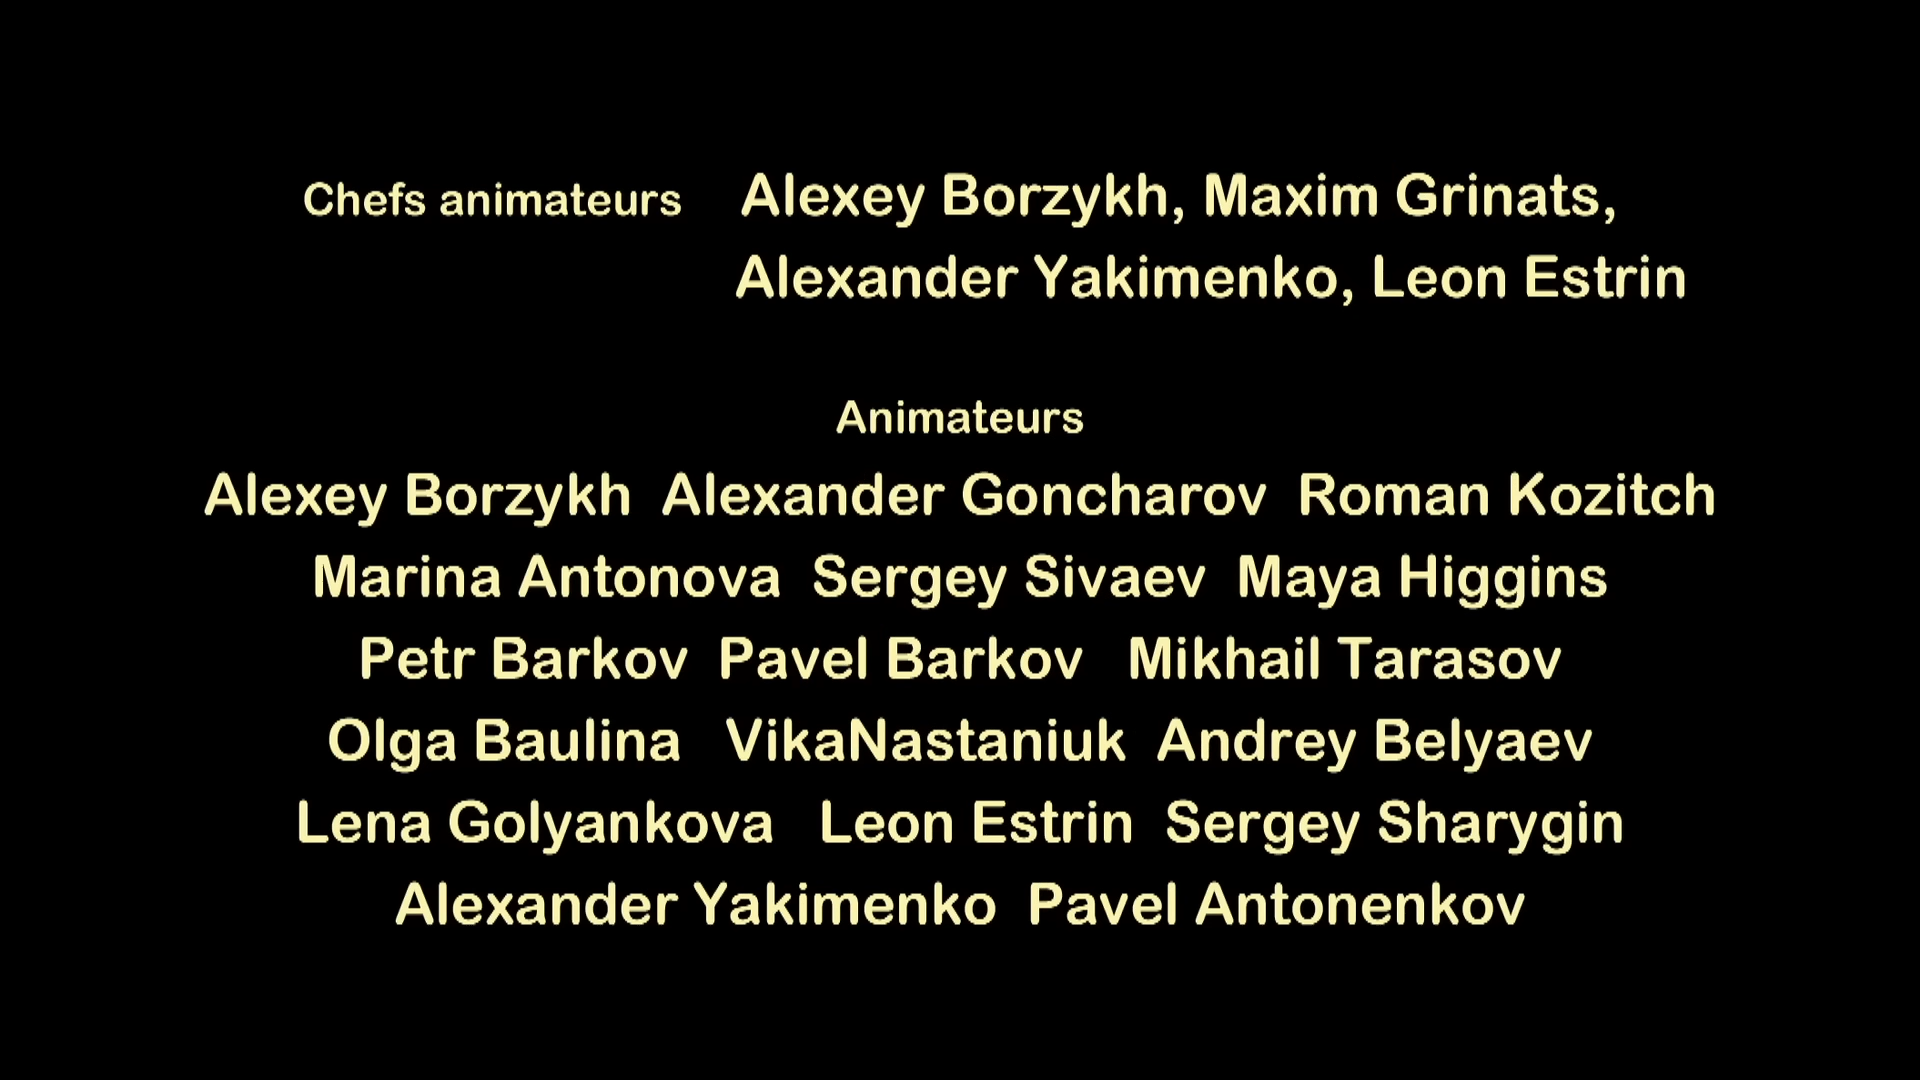 Chefs animateurs Alexey Borzykh, Maxim Grinats,
Alexander Yakimenko, Leon Estrin
Animateurs
Alexey Borzykh Alexander Goncharov Roman Kozitch
Marina Antonova Sergey Sivaev Maya Higgins
Petr Barkov Pavel Barkov Mikhail Tarasov
Olga Baulina VikaNastaniuk Andrey Belyaev
Lena Golyankova Leon Estrin Sergey Sharygin
Alexander Yakimenko Pavel Antonenkov